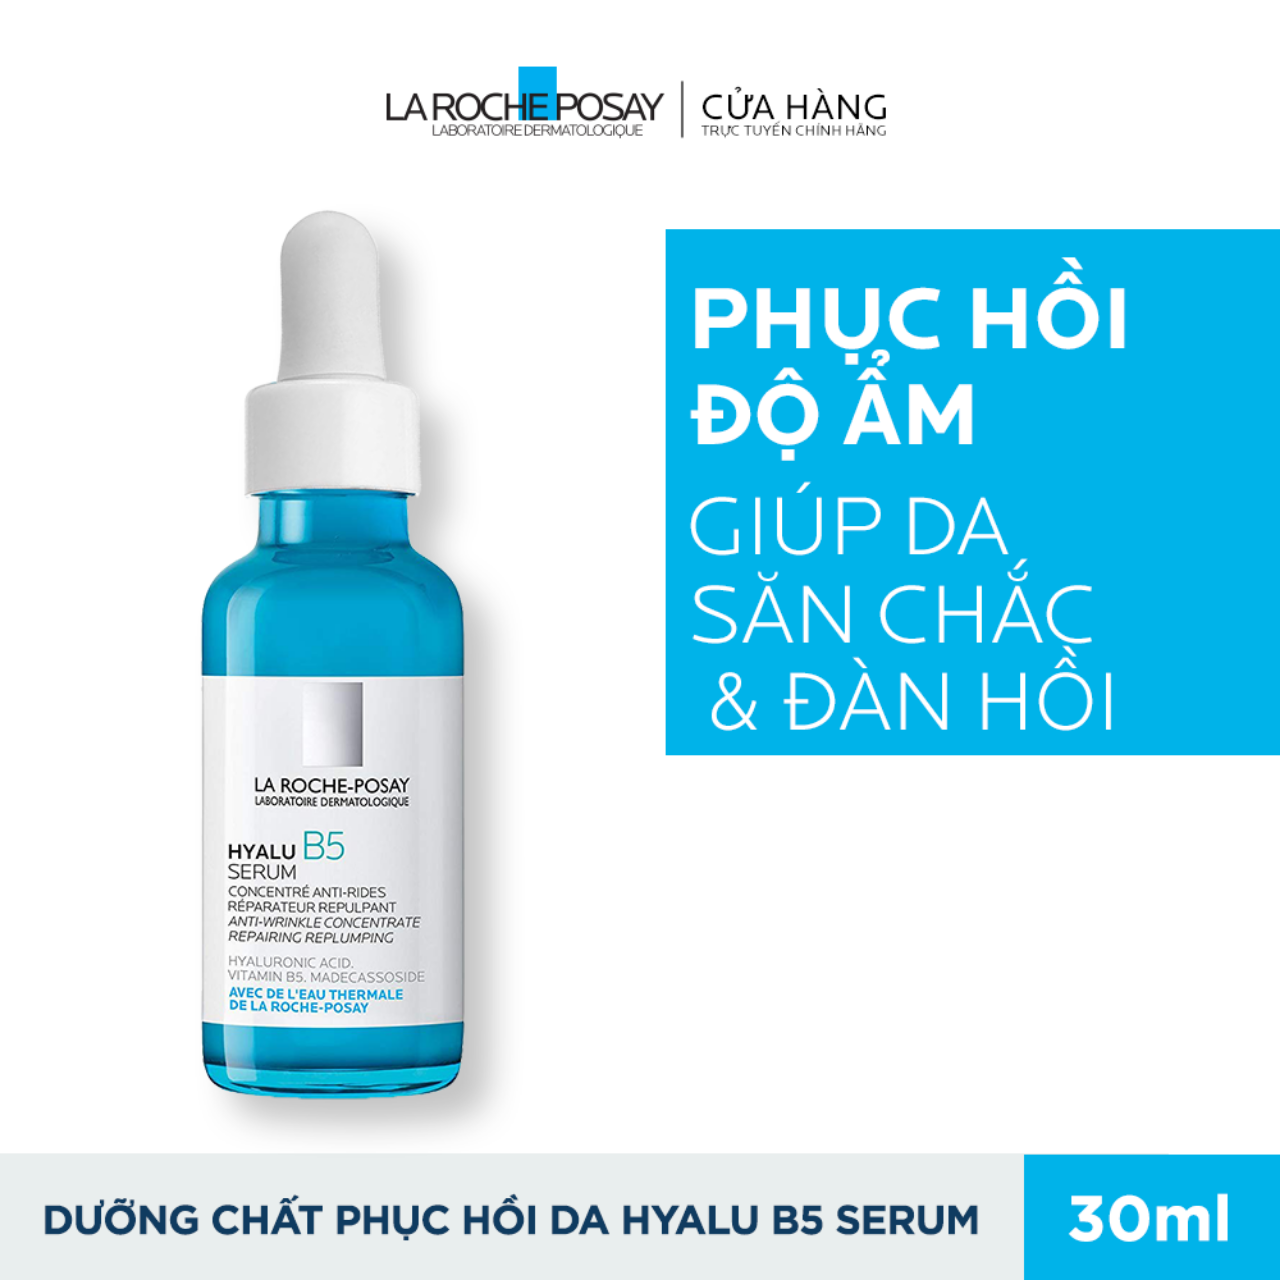 LA ROCHE POSAY
LABORATOIRE DERMATOLOGIQUE
CỬA HÀNG
TRỰC TUYẾN CHÍNH HÃNG
PHỤC HỒI
ĐỘ ẨM
GIÚP DA
SĂN CHẮC
& ĐÀN HỒI
LA ROCHE-POSAY
LABORATOIRE DERMATOLOGIQUE
HYALU B5
SERUM
CONCENTRÉ ANTI-RIDES
RÉPARATEUR REPULPANT
ANTI-WRINKLE CONCENTRATE
REPAIRING REPLUMPING
HYALURONIC ACID.
VITAMIN B5. MADECASSOSIDE
AVEC DE L'EAU THERMALE
DE LA ROCHE-POSAY
DƯỠNG CHẤT PHỤC HỒI DA HYALU B5 SERUM
30ml